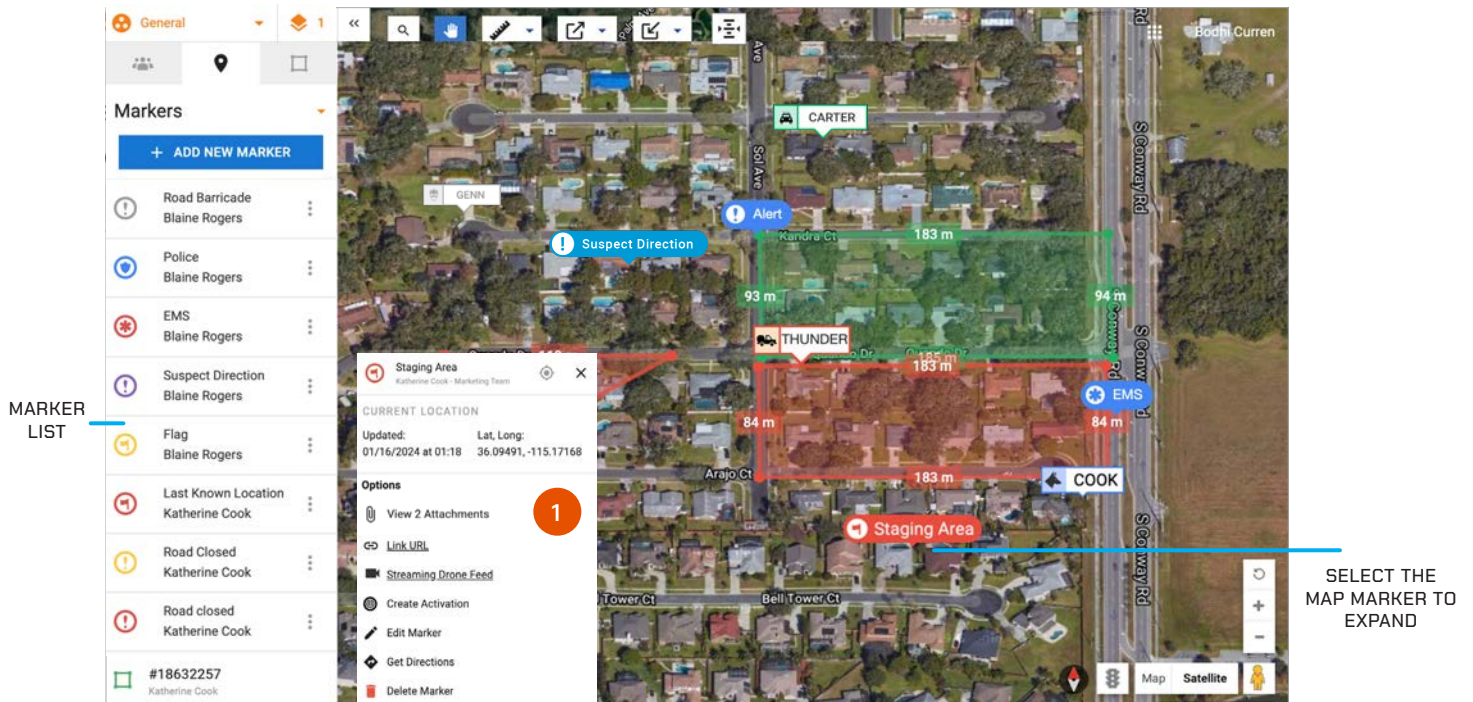 General
1
Bodhi Curren
Markers
+ ADD NEW MARKER
Road Barricade
Blaine Rogers
Police
Blaine Rogers
EMS
Blaine Rogers
Suspect Direction
Blaine Rogers
Flag
Blaine Rogers
Last Known Location
Katherine Cook
Road Closed
Katherine Cook
Road closed
Katherine Cook
#18632257
Katherine Cook
MARKER
LIST
Ave
Rd
CARTER
Sol Ave
S Conway Rd
GENN
Alert
Suspect Direction
Kandra Ct
183 m
93 m
94 m
THUNDER
185 m
183 m
S Conway Rd
EMS
84 m
84 m
Arajo Ct
183 m
COOK
Staging Area
S Conway Rd
Bell Tower Ct
Tower Ct
Staging Area
Katherine Cook - Marketing Team
CURRENT LOCATION
Updated:
01/16/2024 at 01:18
Lat, Long:
36.09491, -115.17168
Options
View 2 Attachments
1
Link URL
Streaming Drone Feed
Create Activation
Edit Marker
Get Directions
Delete Marker
Map
Satellite
SELECT THE
MAP MARKER TO
EXPAND